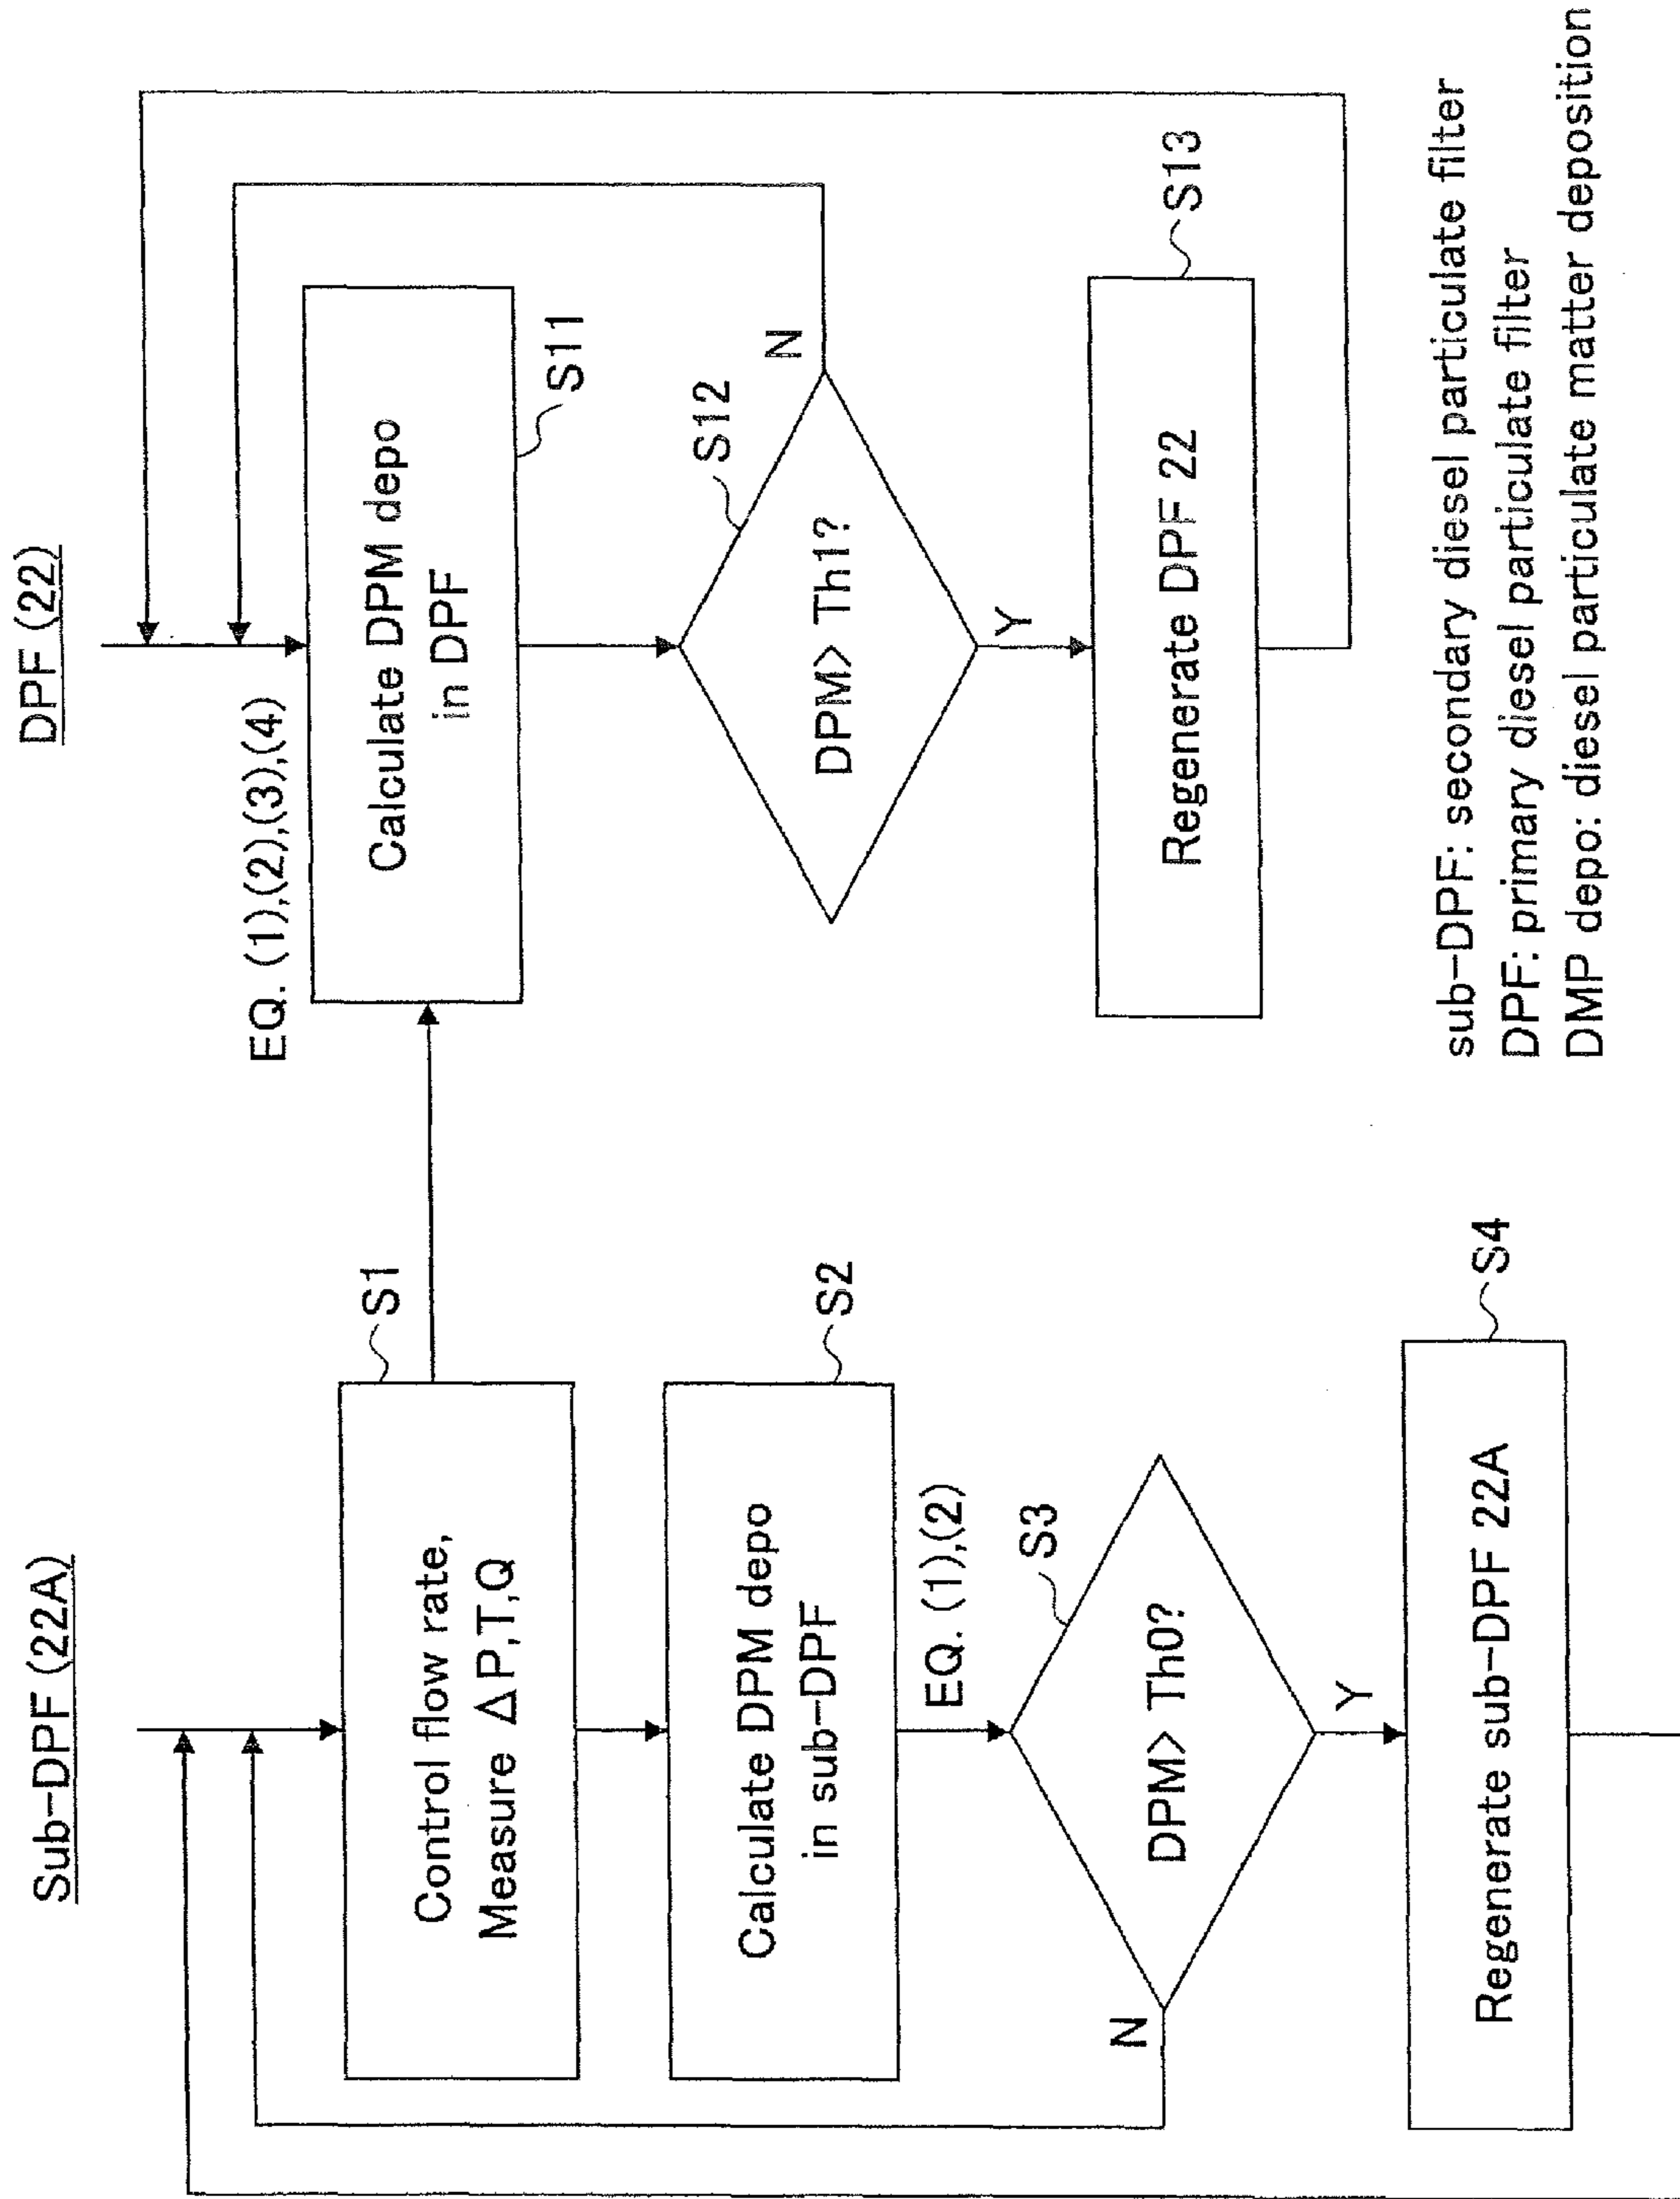 Sub-DPF (22A)
Control flow rate,
Measure ΔP,T,Q
S1
Calculate DPM depo
in sub-DPF
S2
EQ. (1),(2)
DPM> Th0?
S3
N
Y
Regenerate sub-DPF 22A
S4
DPF (22)
EQ. (1),(2),(3),(4)
Calculate DPM depo
in DPF
S11
DPM> Th1?
S12
N
Y
Regenerate DPF 22
S13
sub-DPF: secondary diesel particulate filter
DPF: primary diesel particulate filter
DMP depo: diesel particulate matter deposition